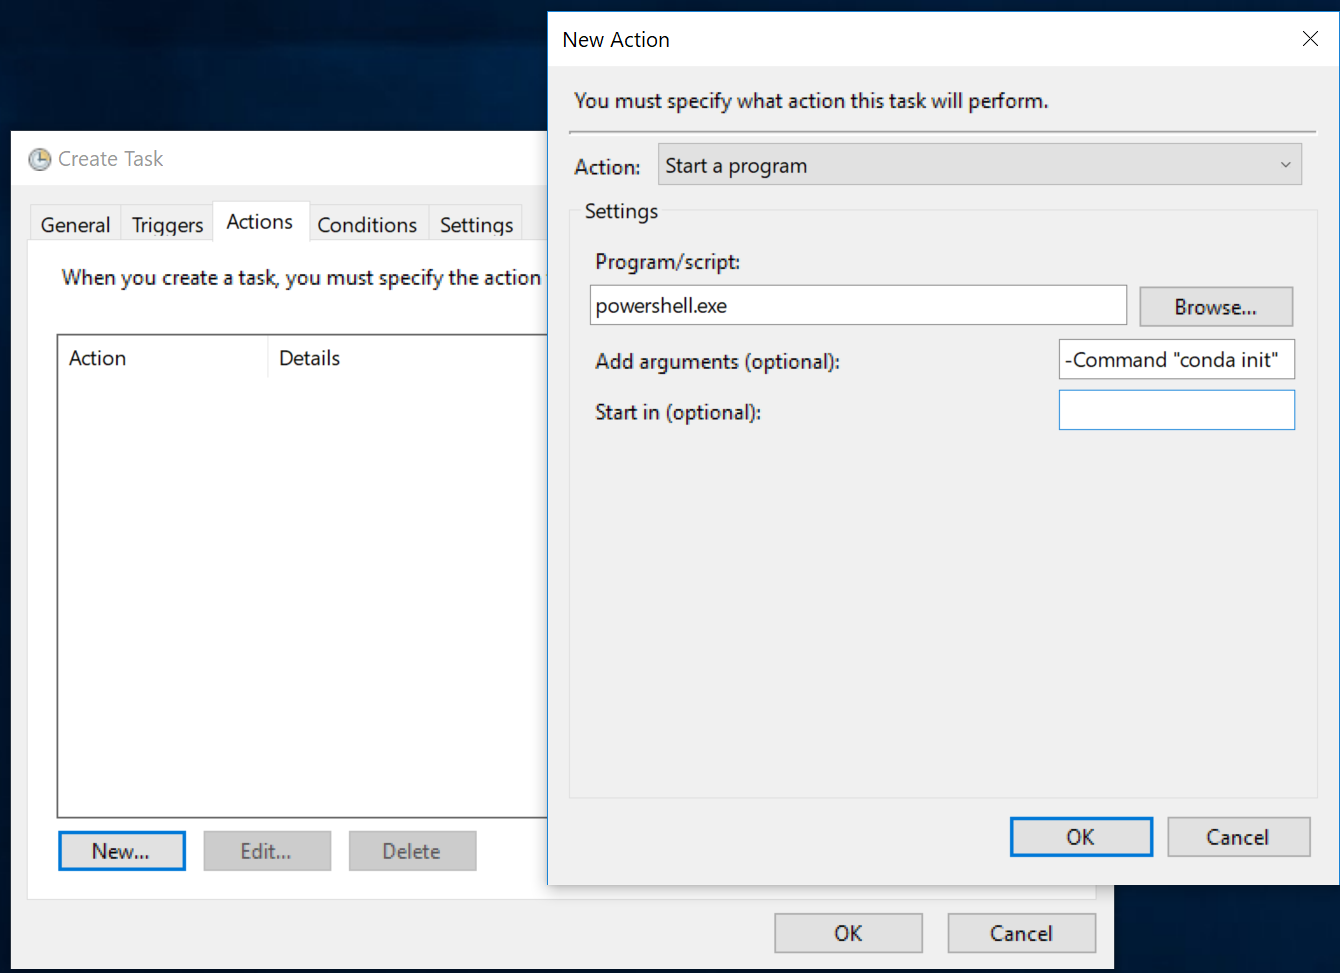 New Action
You must specify what action this task will perform.
Action: Start a program
Settings
Program/script:
powershell.exe Browse...
Add arguments (optional): -Command "conda init"
Start in (optional):
OK Cancel
Create Task
General Triggers Actions Conditions Settings
When you create a task, you must specify the action
Action Details
New... Edit... Delete
OK Cancel